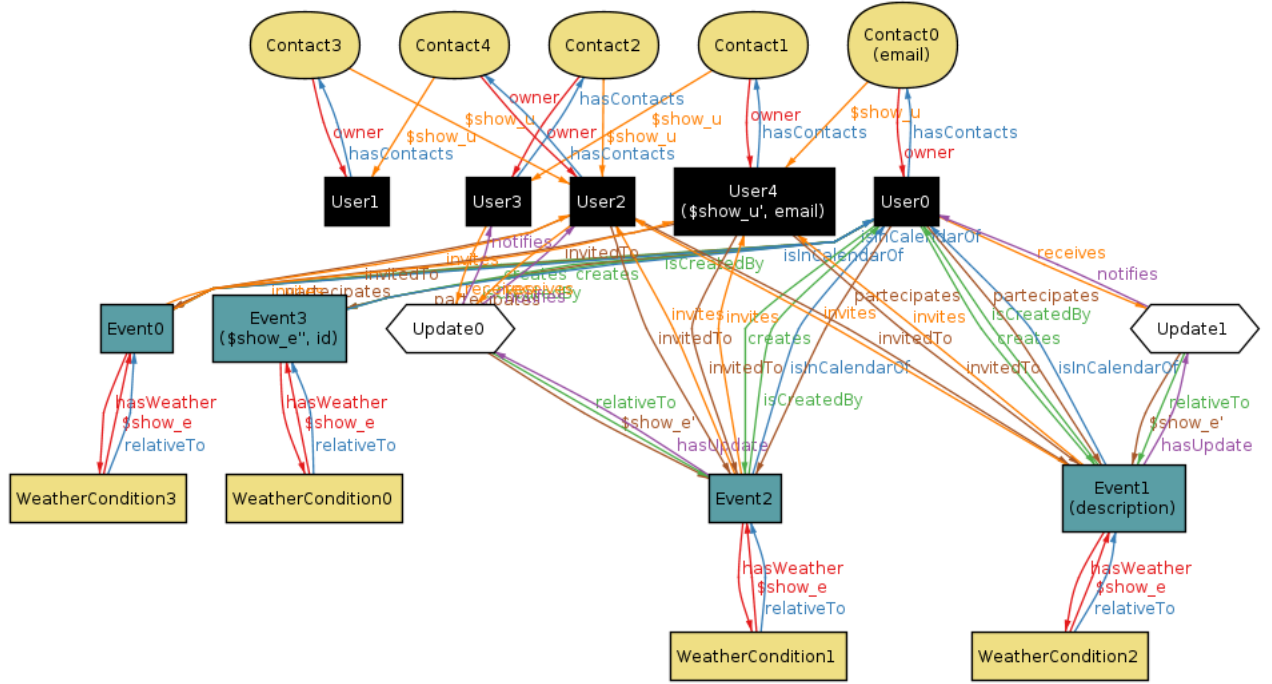 Contact3
Contact4
Contact2
Contact1
Contact0
(email)
owner
hasContacts
$show_u
owner
hasContacts
$show_u
$show_u
owner
hasContacts
$show_u
owner
hasContacts
$show_u
owner
hasContacts
User1
User3
User2
User4
($show_u', email)
User0
notifies
invites
invitedTo
invitedTo
isCreatedBy
isInCalendarOf
isInCalendarOf
receives
notifies
creates
creates
partecipates
partecipates
partecipates
partecipates
isCreatedBy
creates
Event0
Event3
($show_e'', id)
Update0
Update1
invites
invites
invites
invites
creates
invitedTo
invitedTo
invitedTo
invitedTo
isInCalendarOf
isInCalendarOf
isCreatedBy
hasWeather
$show_e
relativeTo
hasWeather
$show_e
relativeTo
relativeTo
$show_e'
hasUpdate
relativeTo
$show_e'
hasUpdate
WeatherCondition3
WeatherCondition0
Event2
Event1
(description)
hasWeather
$show_e
relativeTo
hasWeather
$show_e
relativeTo
WeatherCondition1
WeatherCondition2